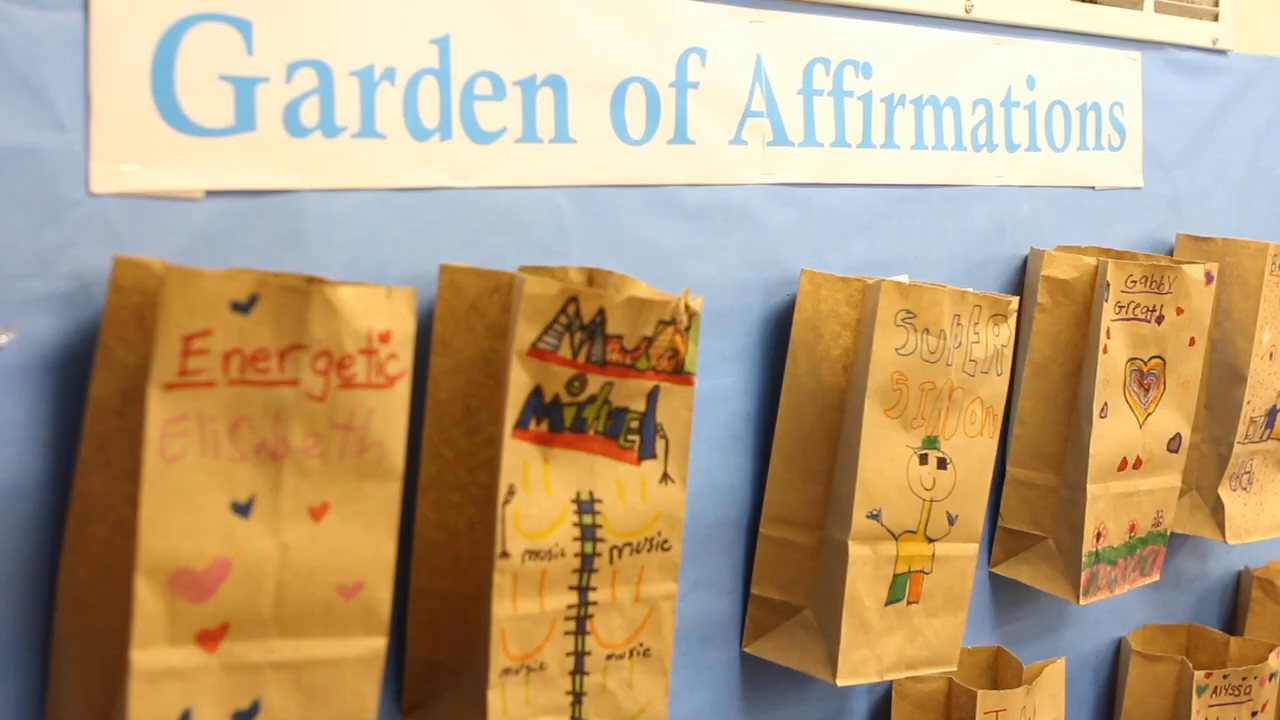 Garden of Affirmations
Energetic
Elisabeth
Michael
music music
music music
SUPER
SIMON
Gabby
Great!
Alyssa